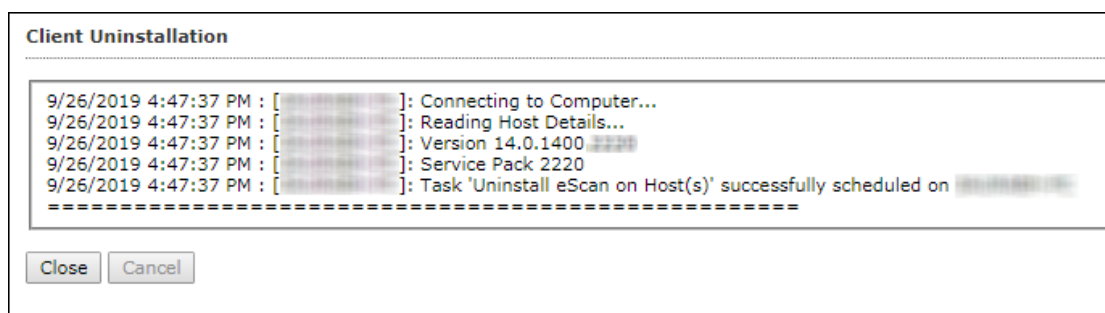 Client Uninstallation
9/26/2019 4:47:37 PM : [ ]: Connecting to Computer...
9/26/2019 4:47:37 PM : [ ]: Reading Host Details...
9/26/2019 4:47:37 PM : [ ]: Version 14.0.1400
9/26/2019 4:47:37 PM : [ ]: Service Pack 2220
9/26/2019 4:47:37 PM : [ ]: Task 'Uninstall eScan on Host(s)' successfully scheduled on
====================================================
Close Cancel